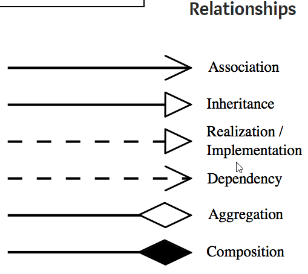 Relationships
Association
Inheritance
Realization /
Implementation
Dependency
Aggregation
Composition